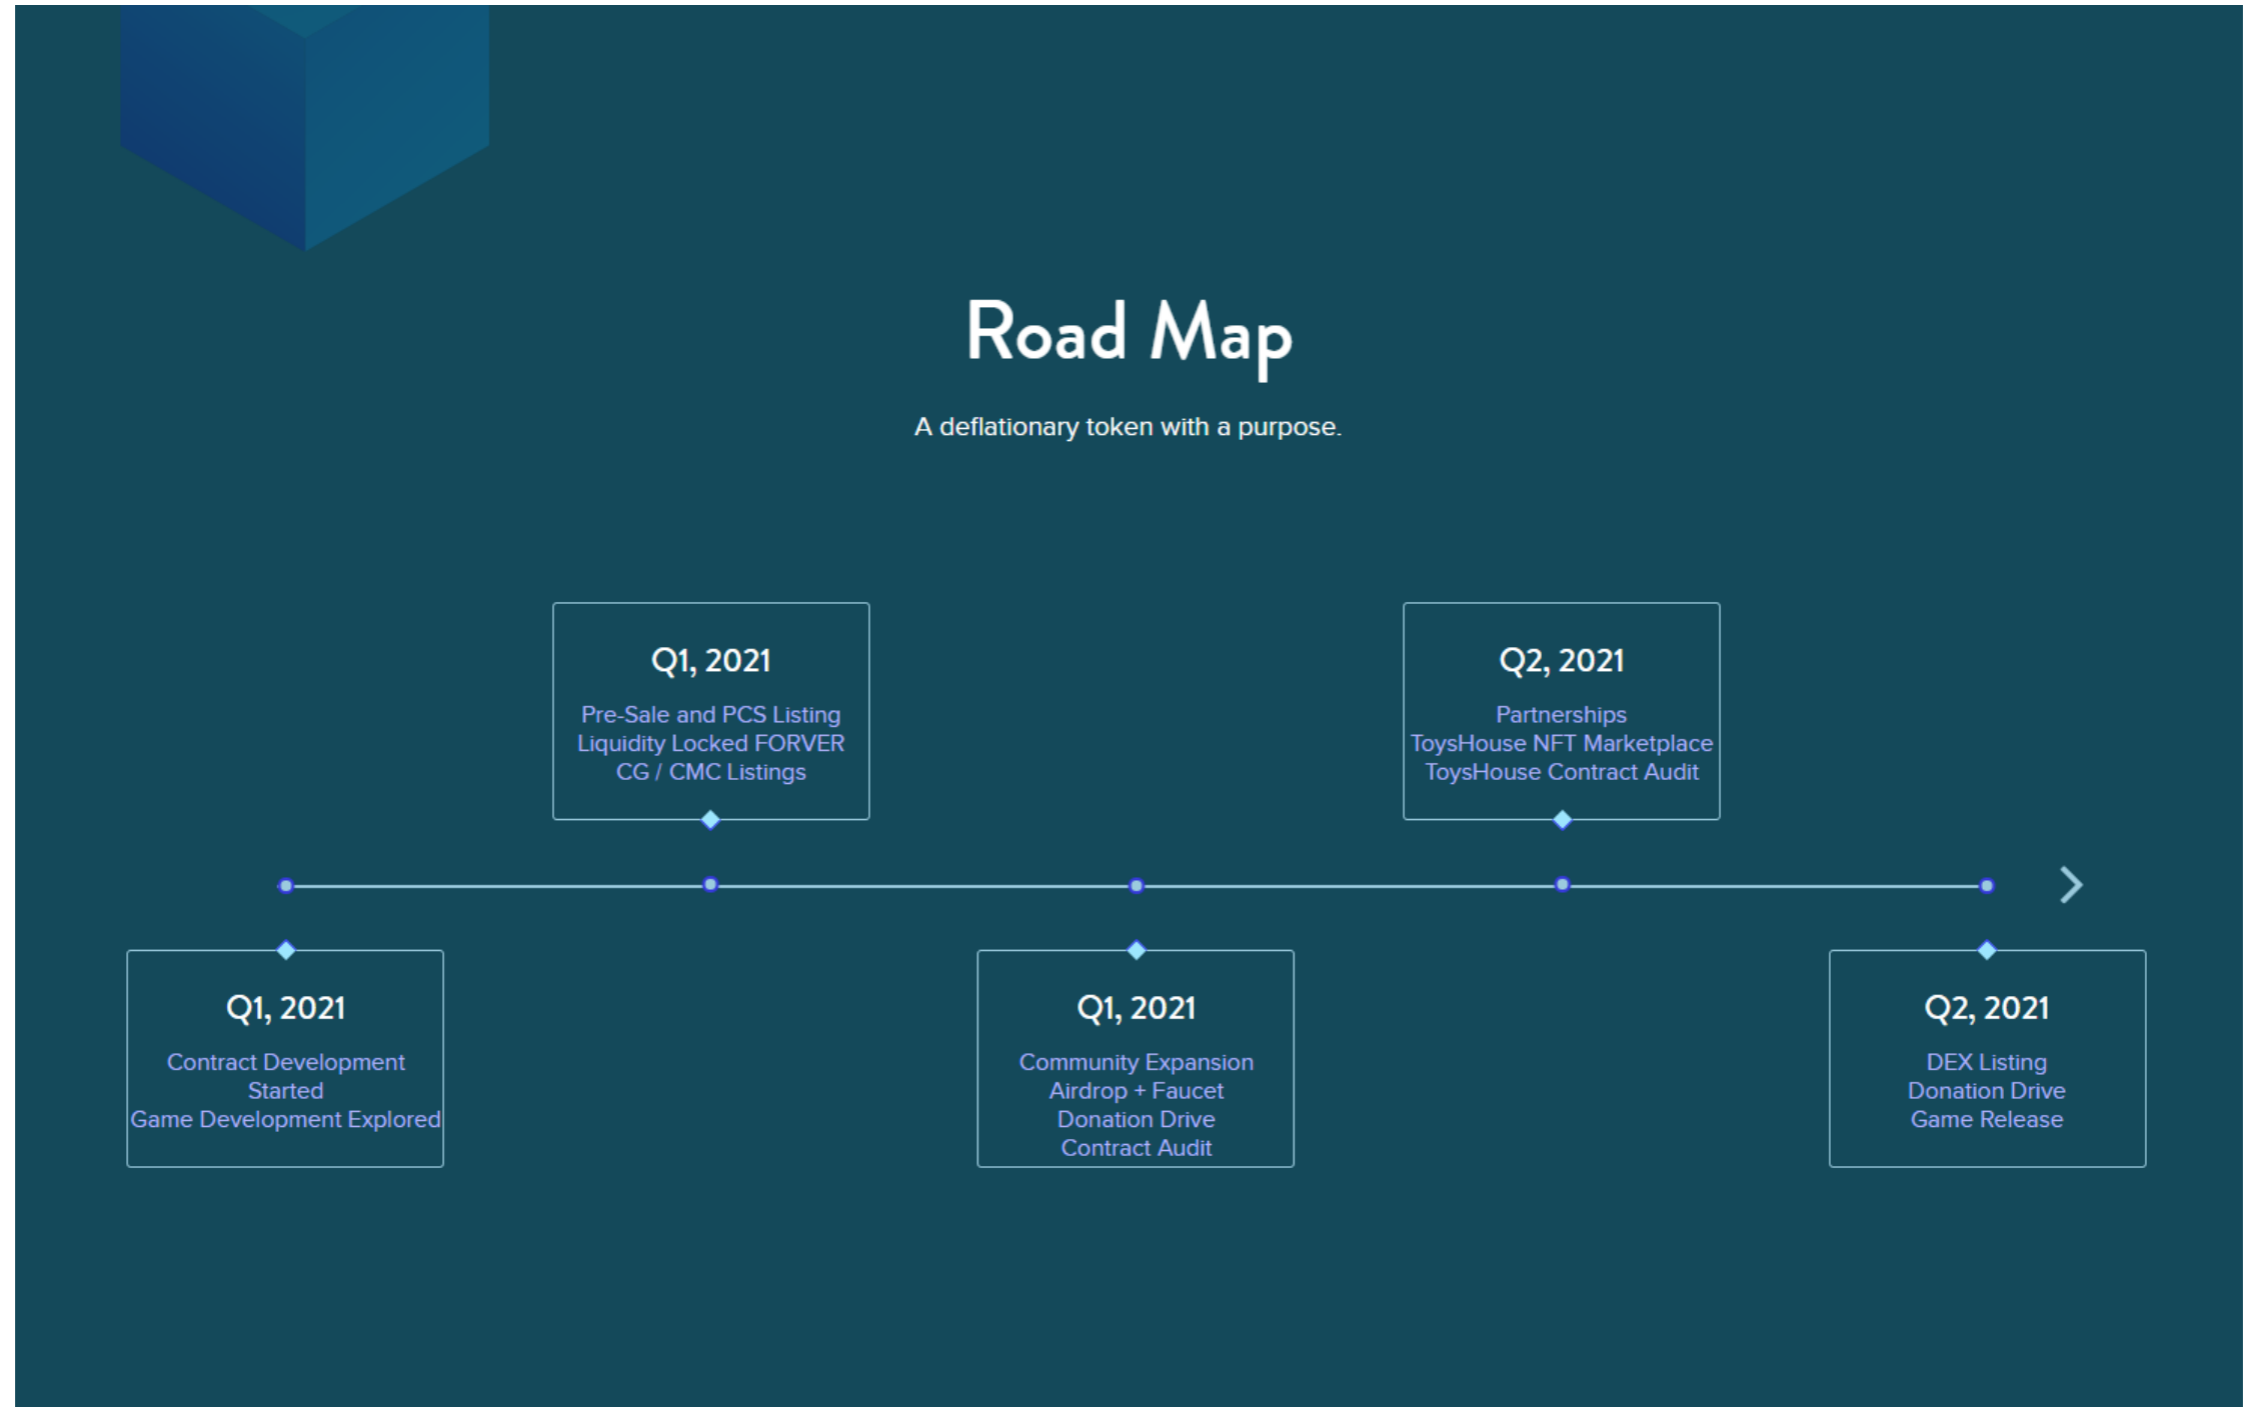 Road Map
A deflationary token with a purpose.
Q1, 2021
Contract Development
Started
Game Development Explored
Q1, 2021
Pre-Sale and PCS Listing
Liquidity Locked FORVER
CG / CMC Listings
Q1, 2021
Community Expansion
Airdrop + Faucet
Donation Drive
Contract Audit
Q2, 2021
Partnerships
ToysHouse NFT Marketplace
ToysHouse Contract Audit
Q2, 2021
DEX Listing
Donation Drive
Game Release